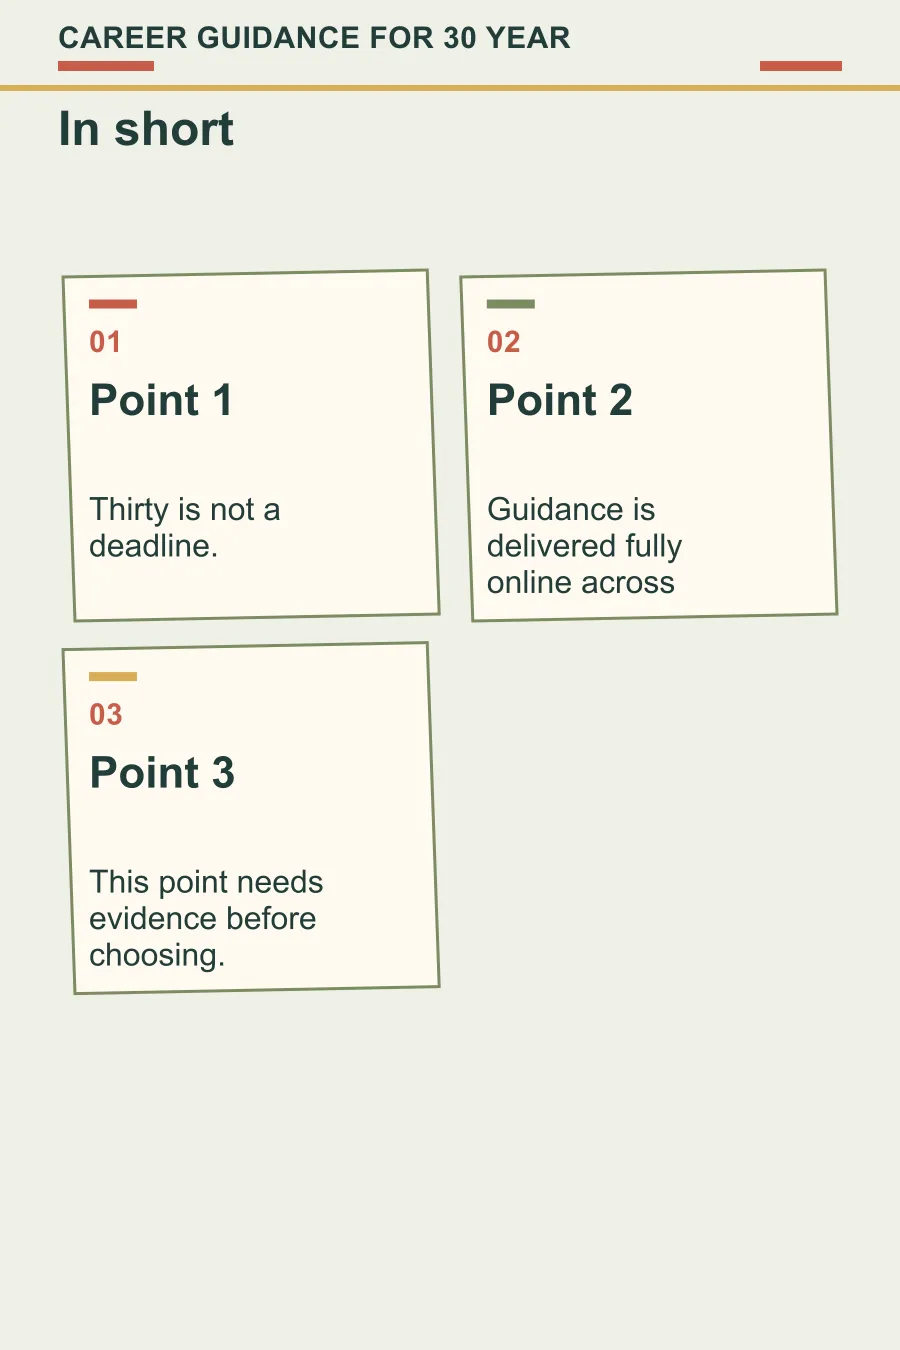 CAREER GUIDANCE FOR 30 YEAR
In short
01
Point 1
Thirty is not a
deadline.
02
Point 2
Guidance is
delivered fully
online across
03
Point 3
This point needs
evidence before
choosing.